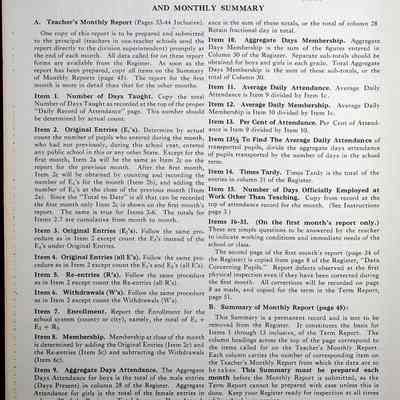 AND MONTHLY SUMMARY
A. Teacher's Monthly Report (Pages 33-44 Inclusive).
One copy of this report is to be prepared and submitted
to the principal (teachers in one-teacher schools send the
report directly to the division superintendent) promptly at
the end of each month. All data called for on these report
forms are available from the Register. As soon as the
report has been prepared, copy all items on the Summary
of Monthly Reports (page 45). The report for the first
month is more in detail than that for the other months.
Item 1. Number of Days Taught. Copy the total
Number of Days Taught as recorded at the top of the proper
"Daily Record of Attendance" page. This number should
be determined by actual count.
Item 2. Original Entries (E₁'s). Determine by actual
count the number of pupils who entered during the month,
who had not previously, during this school year, entered
any public school in this or any other State. Except for the
first month, Item 2a will be the same as Item 2c on the
report for the previous month. After the first month,
Item 2c will be obtained by counting and recording the
number of E₁'s for the month (Item 2b), and adding the
number of E₁'s at the close of the previous month (Item
2a). Since the "Total to Date" is all that can be recorded
the first month only Item 2c is shown on the first month's
report. The same is true for Items 3-6. The totals for
Items 2-7 are cumulative from month to month.
Item 3. Original Entries (E₂'s). Follow the same pro-
cedure as in Item 2 except count the E₂'s instead of the
E₁'s under Original Entries.
Item 4. Original Entries (E₃'s). Follow the same pro-
cedure as in Item 2 except count all E₃'s and E₄'s (all E's).
Item 5. Re-entries (R's). Follow the same procedure
as in Item 2 except count the Re-entries (all R's).
Item 6. Withdrawals (W's). Follow the same procedure
as in Item 2 except count the Withdrawals (W's).
Item 7. Enrollment. Report the Enrollment for the
school system (county or city), namely, the total of E₁ +
E₂ + R₂
Item 8. Membership. Membership at close of the month
is determined by adding the Original Entries (Item 2c) and
the Re-entries (Item 5c) and subtracting the Withdrawals
(Item 6c).
Item 9. Aggregate Days Attendance. The Aggregate
Days Attendance for boys is the total of the male entries
(Days Present) in column 28 of the Register. Aggregate
Attendance for girls is the total of the female entries in
ance is the sum of these totals, or the total of column 28
Retain fractional day in total.
Item 10. Aggregate Days Membership. Aggregate
Days Membership is the sum of the figures entered in
Column 30 of the Register. Separate sub-totals should be
obtained for boys and girls in each grade. Total Aggregate
Days Membership is the sum of these sub-totals, or the
total of Column 30.
Item 11. Average Daily Attendance. Average Daily
Attendance is Item 9 divided by Item 1c.
Item 12. Average Daily Membership. Average Daily
Membership is Item 10 divided by Item 1c.
Item 13. Per Cent of Attendance. Per Cent of Attend-
ance is Item 9 divided by Item 10.
Item 13½ To Find The Average Daily Attendance of
transported pupils, divide the aggregate days attendance
of pupils transported by the number of days in the school
term.
Item 14. Times Tardy. Times Tardy is the total of the
entries in column 31 of the Register.
Item 15. Number of Days Officially Employed at
Work Other Than Teaching. Copy from record at the
top of attendance record for the month. (See Instructions
page 3.)
Items 16-31. (On the first month's report only.)
These are simple questions to be answered by the teacher
to indicate working conditions and immediate needs of the
school or class.
The second page of the first month's report (page 34 of
the Register) is copied from page 8 of the Register, "Data
Concerning Pupils." Report defects observed at the first
physical inspection even if they have been corrected during
the first month. All corrections will be recorded on page
8 as made, and copied for the Term Report on Term Report,
page 51.
B. Summary of Monthly Report (page 45):
This Summary is a permanent record and is not to be
removed from the Register. It constitutes the basis for
Items 1 through 13 inclusive, of the Term Report. The
column headings across the top of the page correspond to
the items called for on the Teacher's Monthly Report.
Each column carries the number of corresponding item on
the Teacher's Monthly Report from which the data are to
be taken. This Summary must be prepared each
month before the Monthly Report is submitted, as the
Term Report cannot be prepared with ease unless this is
done. Keep your Register ready for inspection at all times